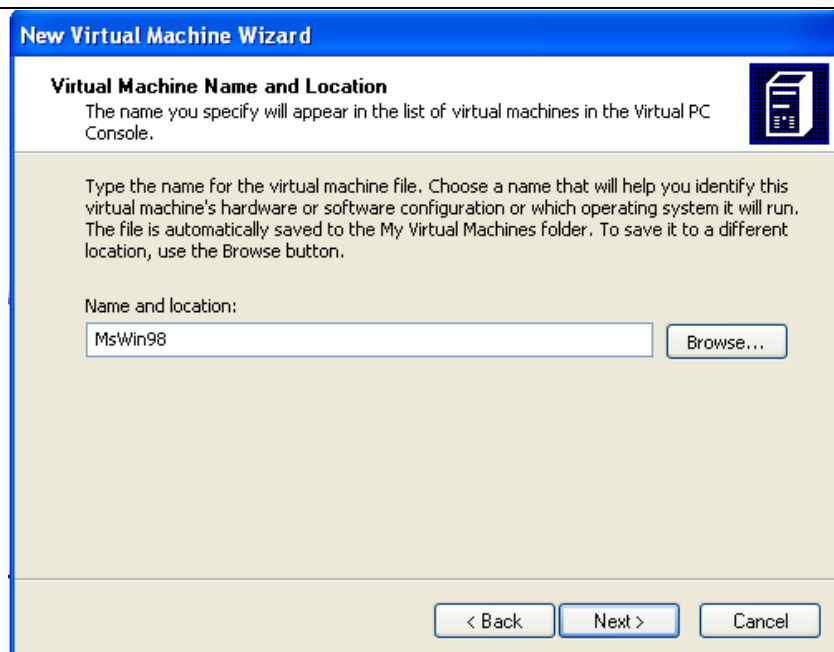 New Virtual Machine Wizard
Virtual Machine Name and Location
The name you specify will appear in the list of virtual machines in the Virtual PC
Console.
Type the name for the virtual machine file. Choose a name that will help you identify this
virtual machine's hardware or software configuration or which operating system it will run.
The file is automatically saved to the My Virtual Machines folder. To save it to a different
location, use the Browse button.
Name and location:
MsWin98
Browse...
< Back
Next >
Cancel